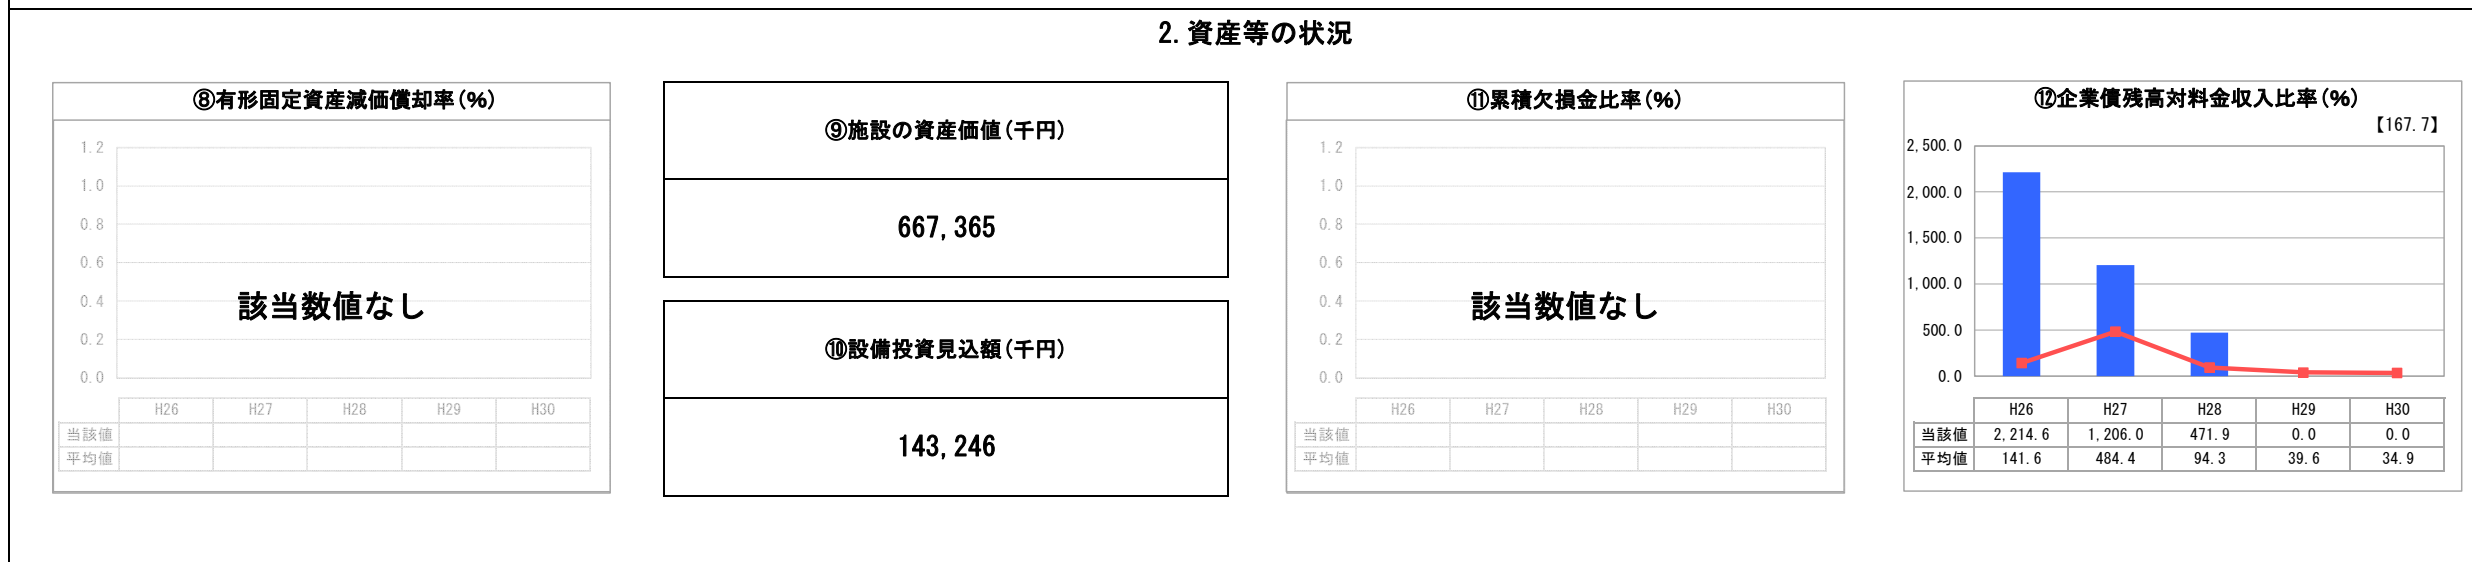 2. 資産等の状況
⑧有形固定資産減価償却率(%)
1.2
1.0
0.8
0.6
0.4
0.2
0.0
該当数値なし
H26 H27 H28 H29 H30
当該値
平均値
⑨施設の資産価値(千円)
667,365
⑩設備投資見込額(千円)
143,246
⑪累積欠損金比率(%)
1.2
1.0
0.8
0.6
0.4
0.2
0.0
該当数値なし
H26 H27 H28 H29 H30
当該値
平均値
⑫企業債残高対料金収入比率(%)
【167.7】
2,500.0
2,000.0
1,500.0
1,000.0
500.0
0.0
H26 H27 H28 H29 H30
当該値 2,214.6 1,206.0 471.9 0.0 0.0
平均値 141.6 484.4 94.3 39.6 34.9